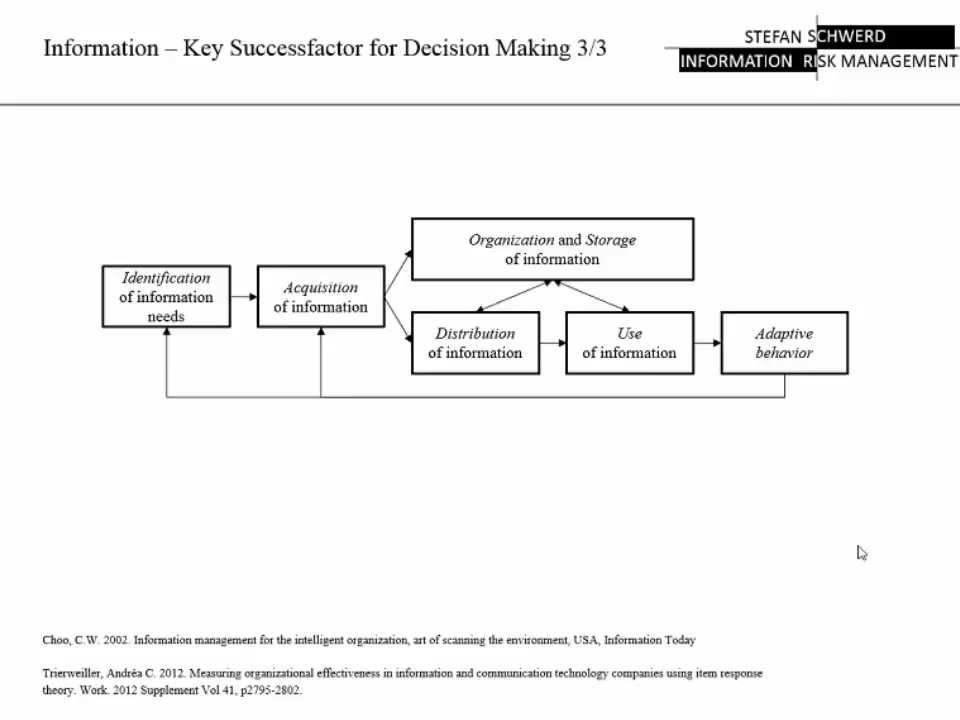 Information – Key Successfactor for Decision Making 3/3
STEFAN SCHWERD
INFORMATION RISK MANAGEMENT
Identification
of information
needs
Acquisition
of information
Organization and Storage
of information
Distribution
of information
Use
of information
Adaptive
behavior
Choo, C.W. 2002. Information management for the intelligent organization, art of scanning the environment, USA, Information Today
Trierweiller, Andréa C. 2012. Measuring organizational effectiveness in information and communication technology companies using item response
theory. Work. 2012 Supplement Vol 41, p2795-2802.